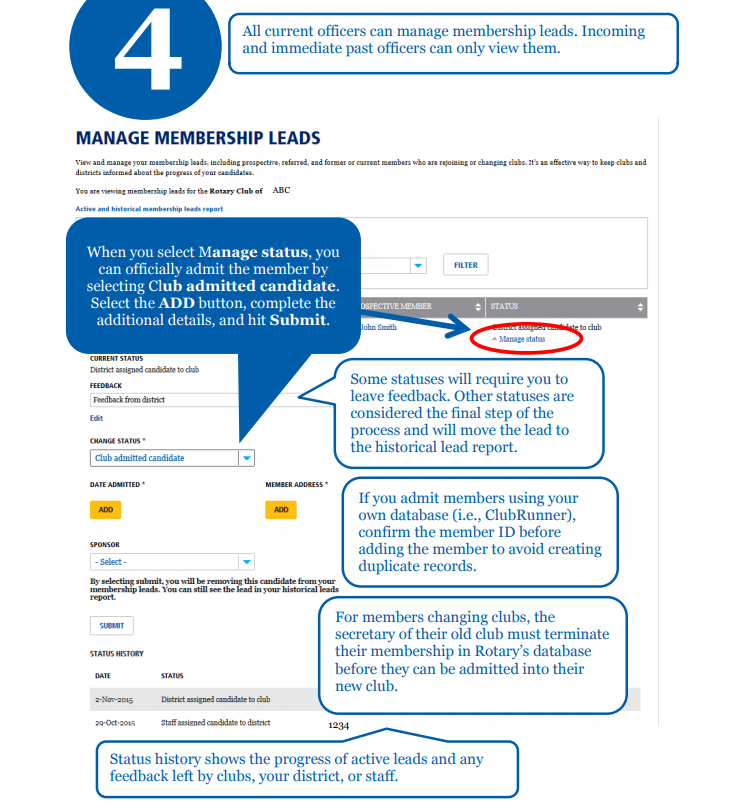 4
All current officers can manage membership leads. Incoming
and immediate past officers can only view them.
MANAGE MEMBERSHIP LEADS
View and manage your membership leads, including prospective, referred, and former or current members who are rejoining or changing clubs. It's an effective way to keep clubs and
districts informed about the progress of your candidates.
You are viewing membership leads for the Rotary Club of ABC
Active and historical membership leads report
When you select Manage status, you
can officially admit the member by
selecting Club admitted candidate.
Select the ADD button, complete the
additional details, and hit Submit.
FILTER
OSPECTIVE MEMBER STATUS
John Smith District assigned candidate to club
^ Manage status
CURRENT STATUS
District assigned candidate to club
FEEDBACK
Feedback from district
Edit
Some statuses will require you to
leave feedback. Other statuses are
considered the final step of the
process and will move the lead to
the historical lead report.
CHANGE STATUS *
Club admitted candidate
DATE ADMITTED * MEMBER ADDRESS *
ADD ADD
If you admit members using your
own database (i.e., ClubRunner),
confirm the member ID before
adding the member to avoid creating
duplicate records.
SPONSOR
- Select -
By selecting submit, you will be removing this candidate from your
membership leads. You can still see the lead in your historical leads
report.
SUBMIT
For members changing clubs, the
secretary of their old club must terminate
their membership in Rotary's database
before they can be admitted into their
new club.
STATUS HISTORY
DATE STATUS
2-Nov-2015 District assigned candidate to club
29-Oct-2015 Staff assigned candidate to district 1234
Status history shows the progress of active leads and any
feedback left by clubs, your district, or staff.